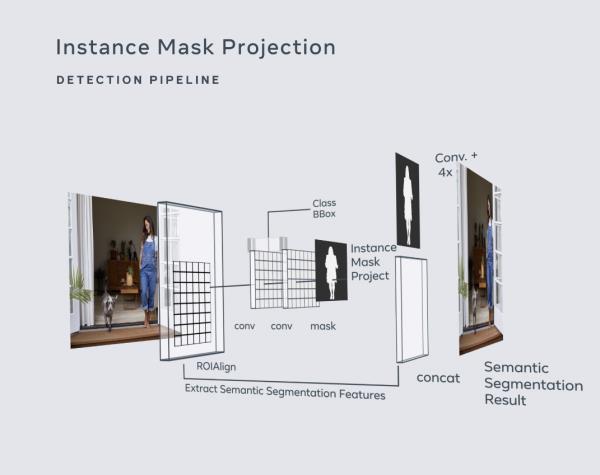 Instance Mask Projection
DETECTION PIPELINE
Conv. +
4x
Class
BBox
Instance
Mask
Project
conv
conv
mask
ROIAlign
Extract Semantic Segmentation Features
concat
Semantic
Segmentation
Result